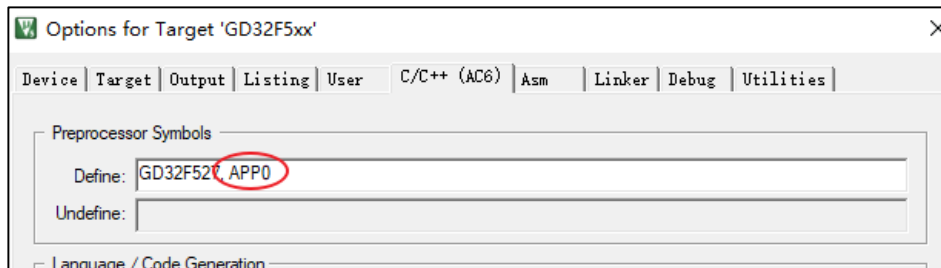 Options for Target 'GD32F5xx'
Device Target Output Listing User C/C++ (AC6) Asm Linker Debug Utilities
Preprocessor Symbols
Define: GD32F527, APP0
Undefine:
Language / Code Generation